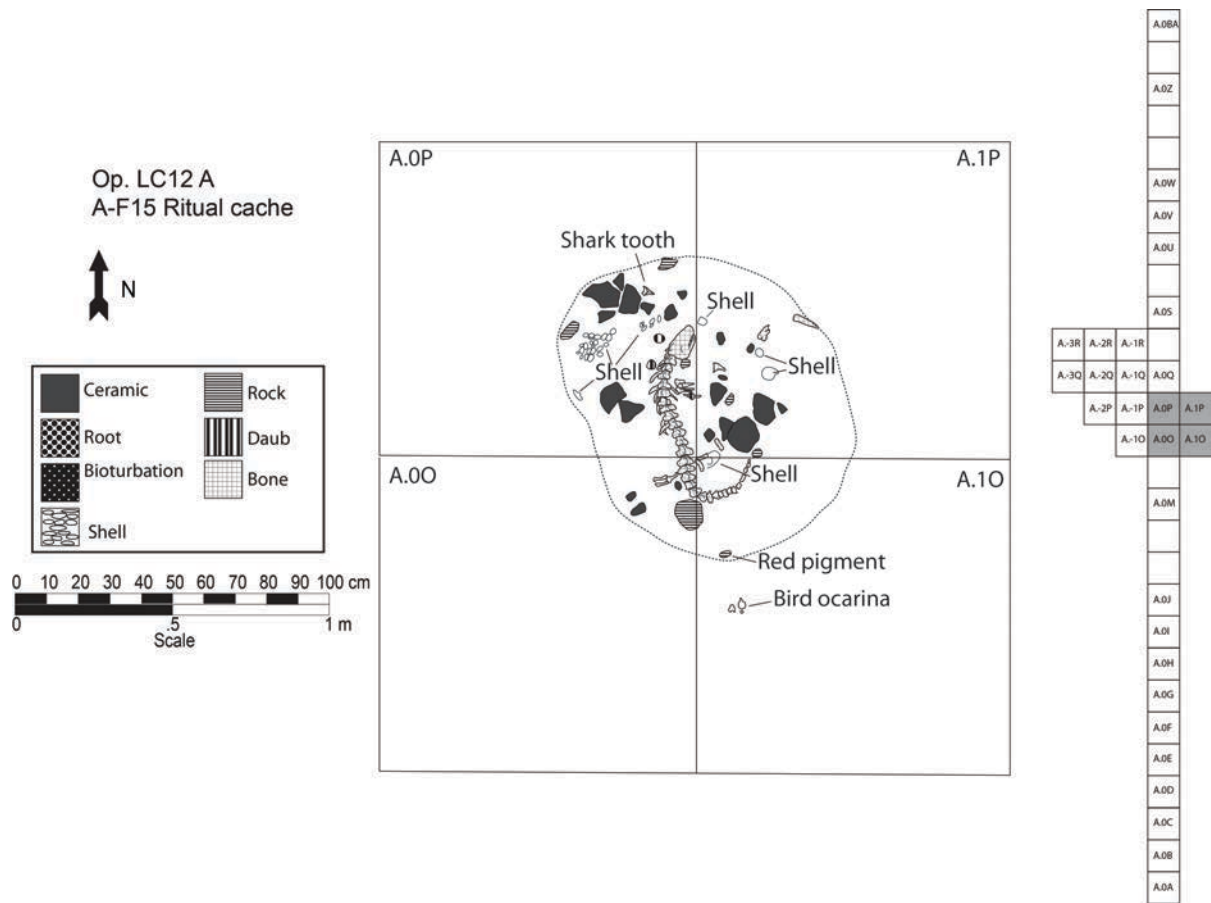 Op. LC12 A
A-F15 Ritual cache
N
Ceramic
Root
Bioturbation
Shell
Rock
Daub
Bone
0 10 20 30 40 50 60 70 80 90 100 cm
0 .5 1 m
Scale
A.0P
A.1P
Shark tooth
Shell
Shell
Shell
A.0O
A.1O
Shell
Red pigment
Bird ocarina
A.0BA
A.0Z
A.0W
A.0V
A.0U
A.0S
A.-3R A.-2R A.-1R
A.-3Q A.-2Q A.-1Q A.0Q
A.-2P A.-1P A.0P A.1P
A.-1O A.0O A.1O
A.0M
A.0J
A.0I
A.0H
A.0G
A.0F
A.0E
A.0D
A.0C
A.0B
A.0A